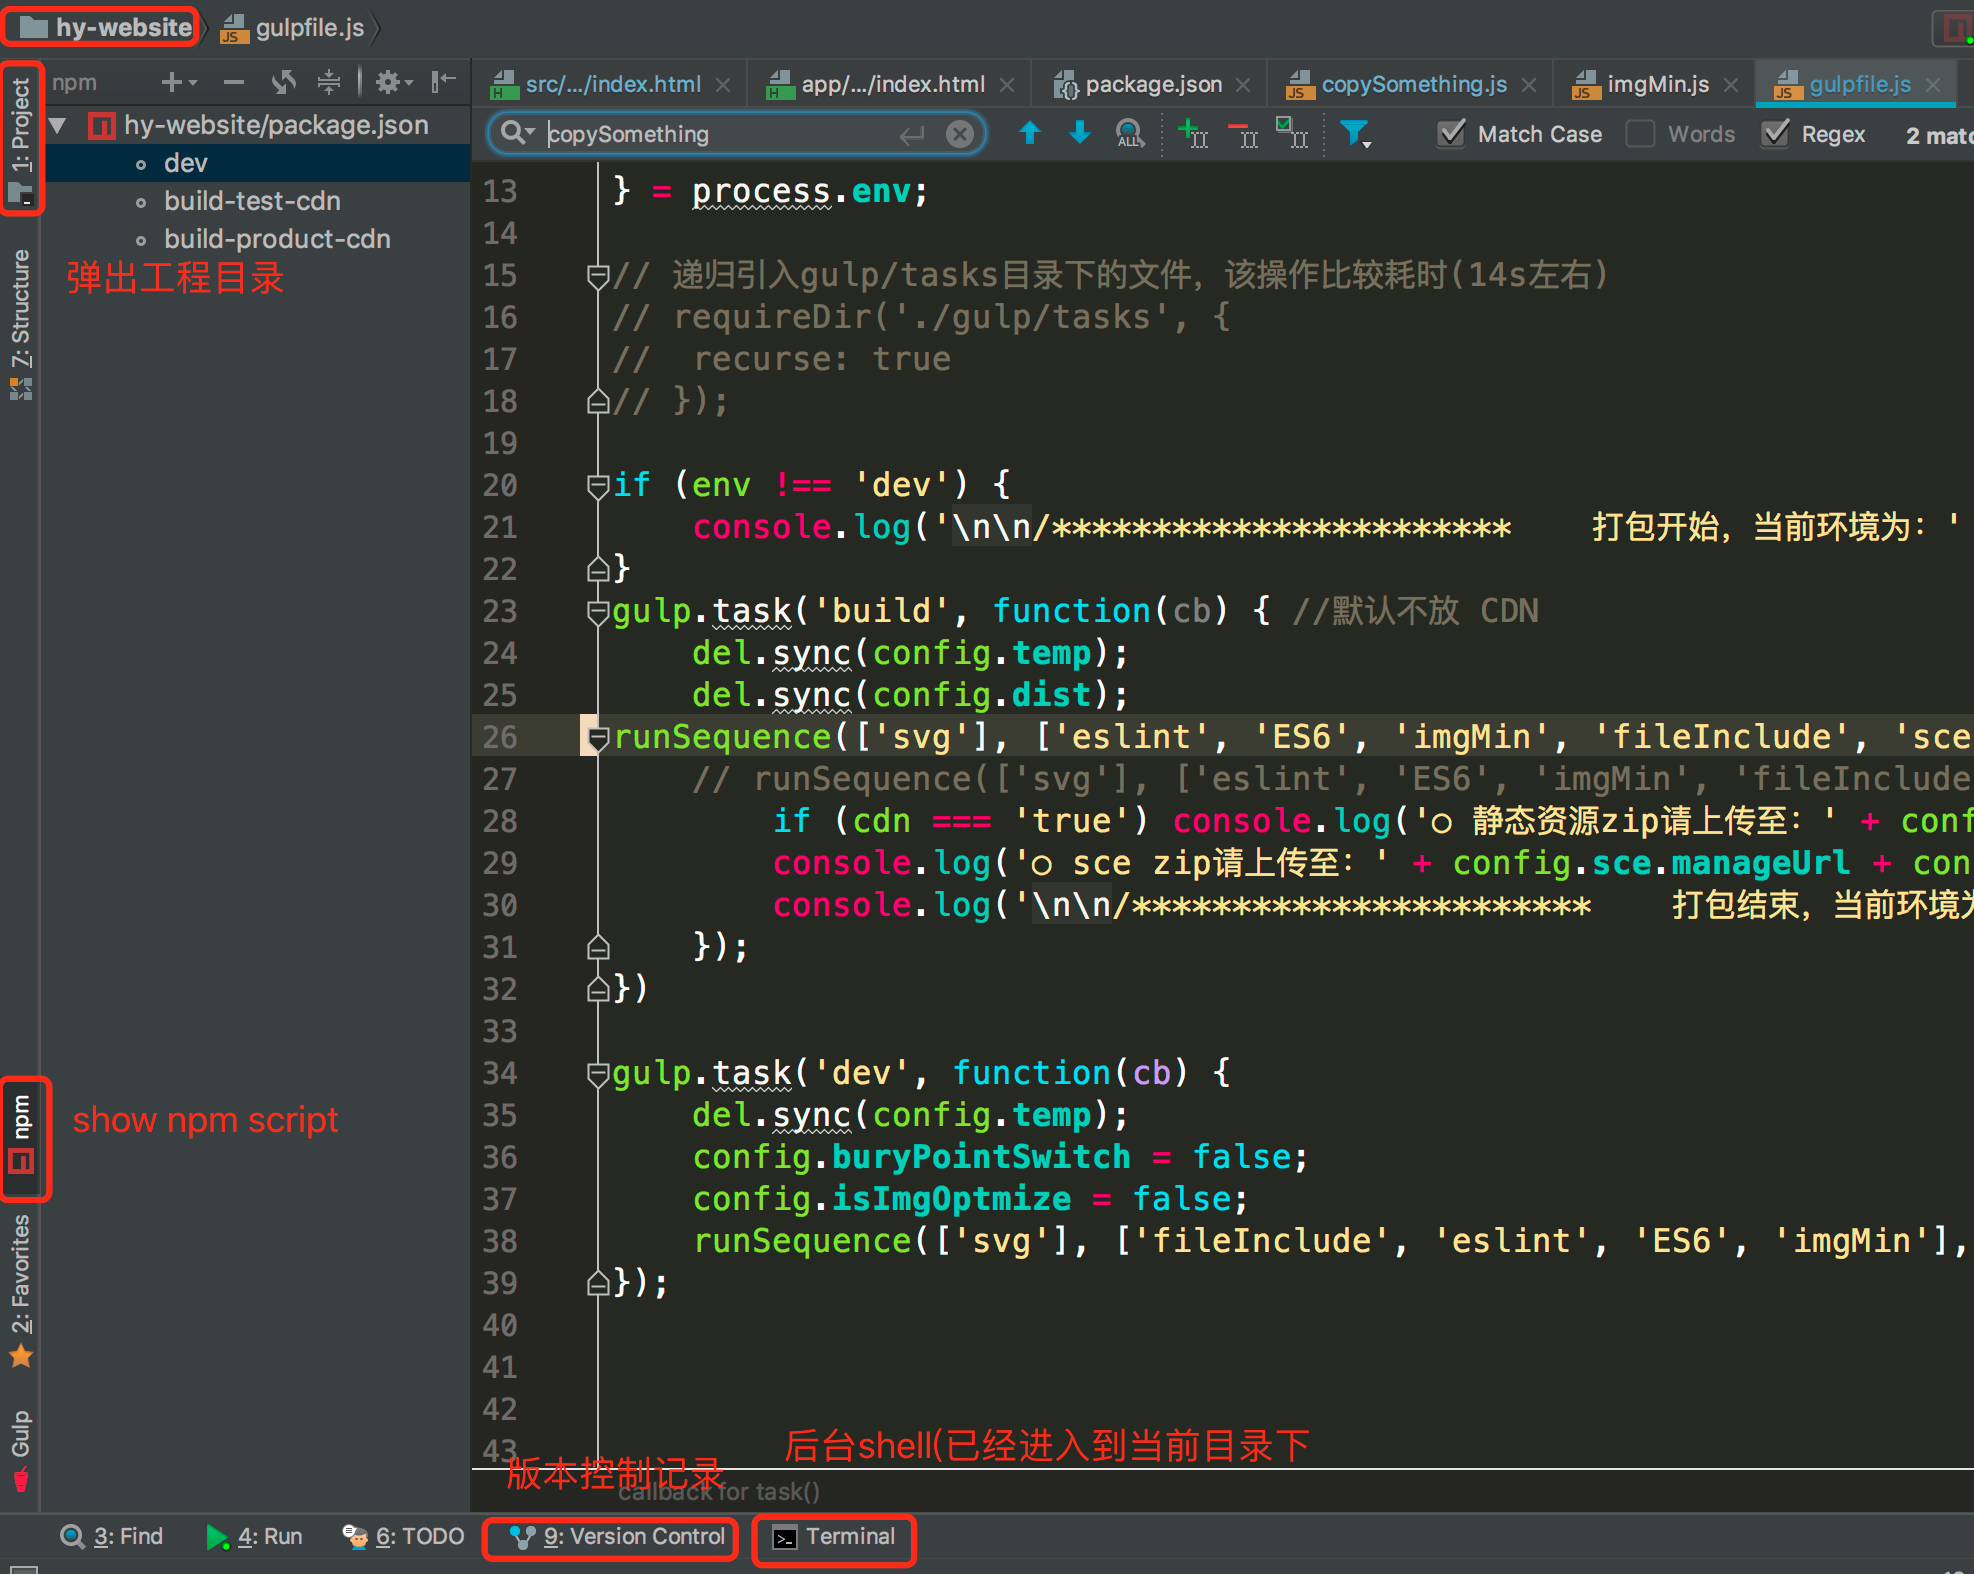 hy-website gulpfile.js
npm
src/.../index.html app/.../index.html package.json copySomething.js imgMin.js gulpfile.js
1: Project
hy-website/package.json
copySomething Match Case Words Regex 2 matc
dev
build-test-cdn
build-product-cdn
弹出工程目录
7: Structure
13 } = process.env;
14
15 // 递归引入gulp/tasks目录下的文件，该操作比较耗时(14s左右)
16 // requireDir('./gulp/tasks', {
17 //  recurse: true
18 // });
19
20 if (env !== 'dev') {
21     console.log('\n\n/***********************    打包开始，当前环境为：'
22 }
23 gulp.task('build', function(cb) { //默认不放 CDN
24     del.sync(config.temp);
25     del.sync(config.dist);
26 runSequence(['svg'], ['eslint', 'ES6', 'imgMin', 'fileInclude', 'sce
27     // runSequence(['svg'], ['eslint', 'ES6', 'imgMin', 'fileInclude
28         if (cdn === 'true') console.log('○ 静态资源zip请上传至：' + conf
29         console.log('○ sce zip请上传至：' + config.sce.manageUrl + con
30         console.log('\n\n/***********************    打包结束，当前环境为
31     });
32 })
33
34 gulp.task('dev', function(cb) {
35     del.sync(config.temp);
36     config.buryPointSwitch = false;
37     config.isImgOptmize = false;
38     runSequence(['svg'], ['fileInclude', 'eslint', 'ES6', 'imgMin'],
39 });
40
41
42
43
npm
show npm script
2: Favorites
Gulp
后台shell(已经进入到当前目录下
版本控制记录
callback for task()
3: Find 4: Run 6: TODO 9: Version Control Terminal